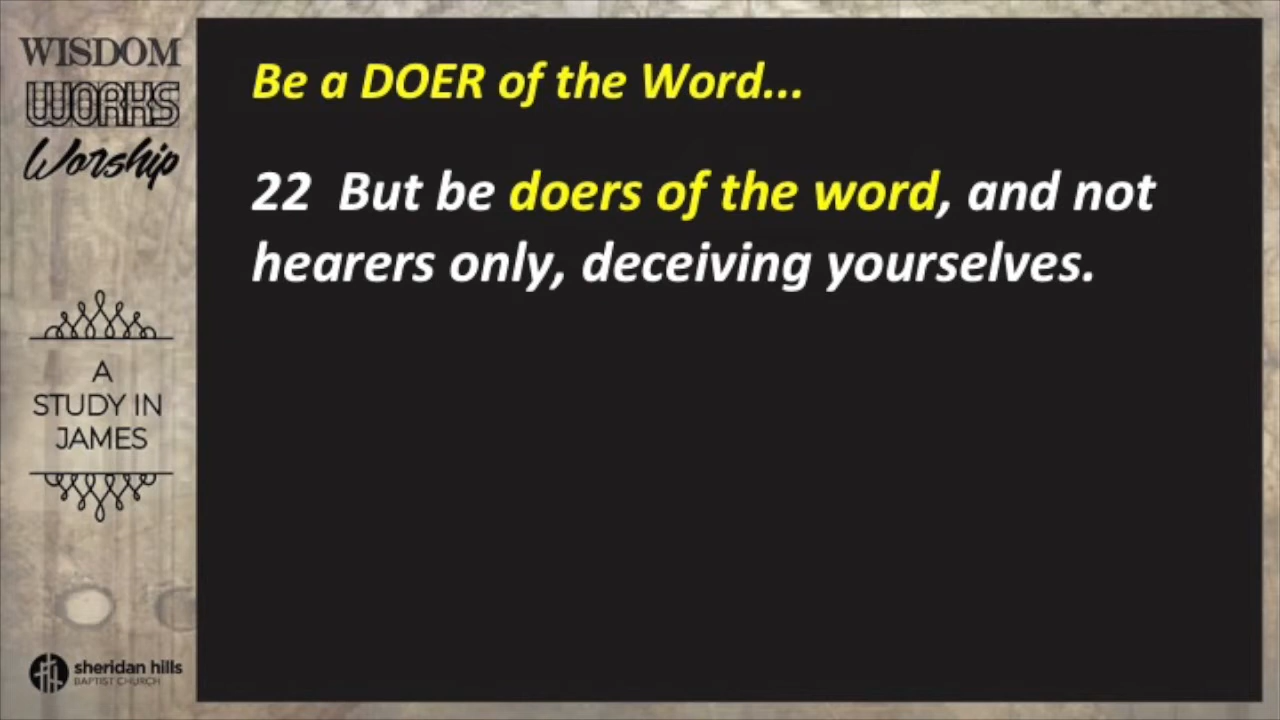 WISDOM
WORKS
Worship
A
STUDY IN
JAMES
sheridan hills
BAPTIST CHURCH
Be a DOER of the Word...
22 But be doers of the word, and not
hearers only, deceiving yourselves.